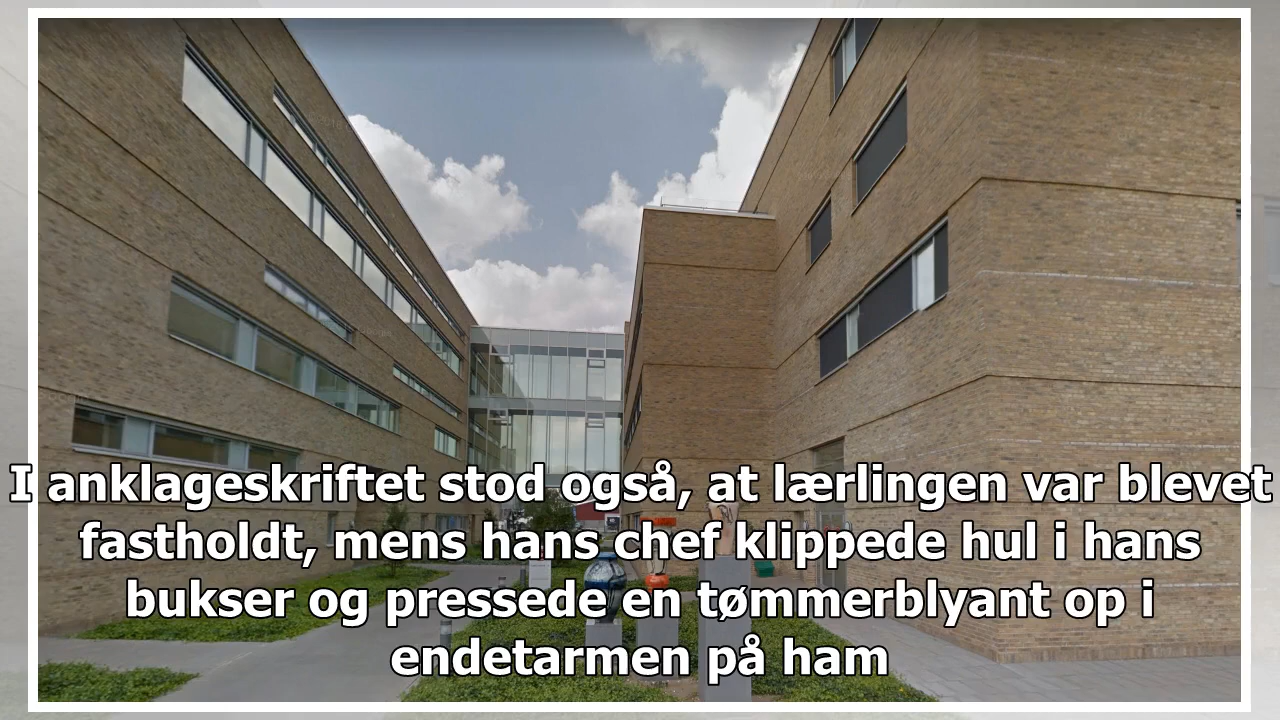 I anklageskriftet stod også, at lærlingen var blevet
fastholdt, mens hans chef klippede hul i hans
bukser og pressede en tømmerblyant op i
endetarmen på ham